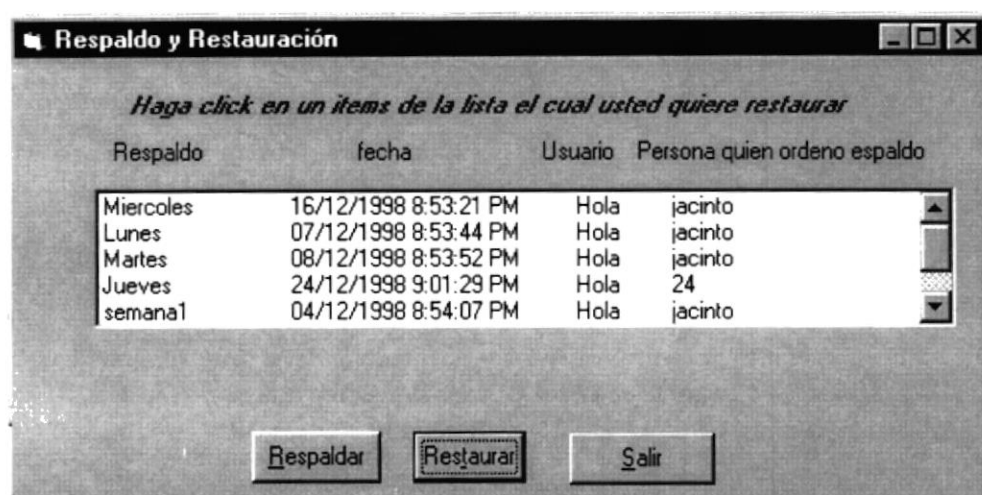 Respaldo y Restauración
Haga click en un items de la lista el cual usted quiere restaurar
Respaldo fecha Usuario Persona quien ordeno espaldo
Miercoles 16/12/1998 8:53:21 PM Hola jacinto
Lunes 07/12/1998 8:53:44 PM Hola jacinto
Martes 08/12/1998 8:53:52 PM Hola jacinto
Jueves 24/12/1998 9:01:29 PM Hola 24
semana1 04/12/1998 8:54:07 PM Hola jacinto
Respaldar Restaurar Salir